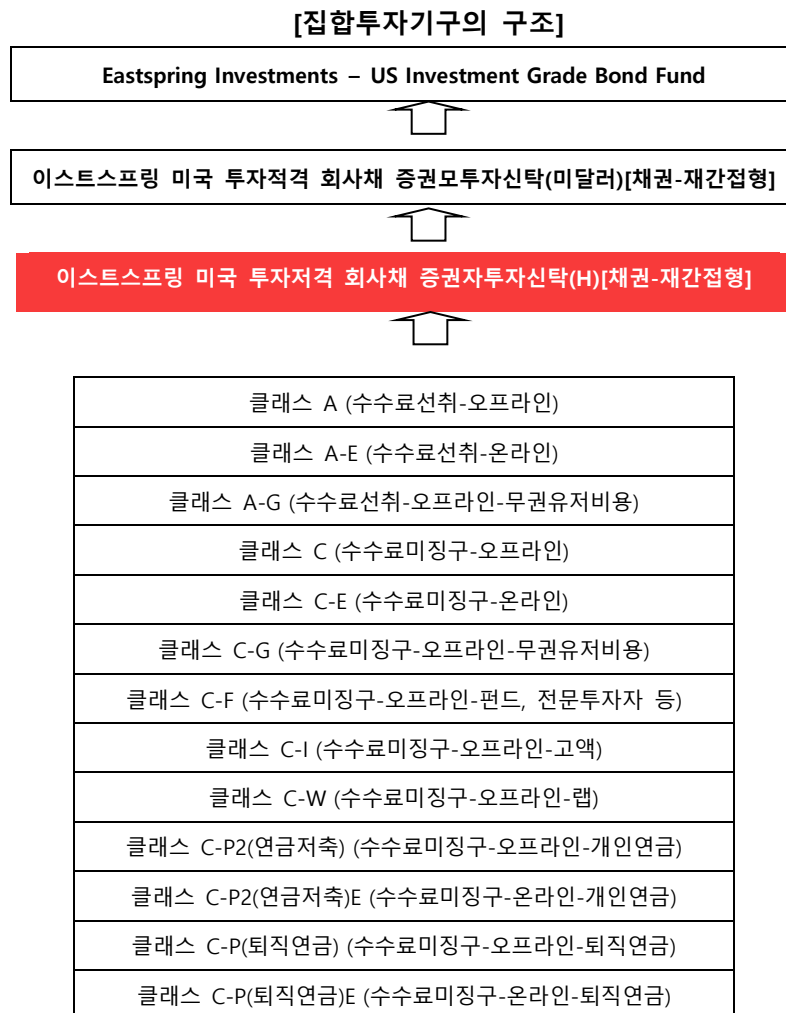 [집합투자기구의 구조]
Eastspring Investments – US Investment Grade Bond Fund
이스트스프링 미국 투자적격 회사채 증권모투자신탁(미달러)[채권-재간접형]
이스트스프링 미국 투자저격 회사채 증권자투자신탁(H)[채권-재간접형]
클래스 A (수수료선취-오프라인)
클래스 A-E (수수료선취-온라인)
클래스 A-G (수수료선취-오프라인-무권유저비용)
클래스 C (수수료미징구-오프라인)
클래스 C-E (수수료미징구-온라인)
클래스 C-G (수수료미징구-오프라인-무권유저비용)
클래스 C-F (수수료미징구-오프라인-펀드, 전문투자자 등)
클래스 C-I (수수료미징구-오프라인-고액)
클래스 C-W (수수료미징구-오프라인-랩)
클래스 C-P2(연금저축) (수수료미징구-오프라인-개인연금)
클래스 C-P2(연금저축)E (수수료미징구-온라인-개인연금)
클래스 C-P(퇴직연금) (수수료미징구-오프라인-퇴직연금)
클래스 C-P(퇴직연금)E (수수료미징구-온라인-퇴직연금)